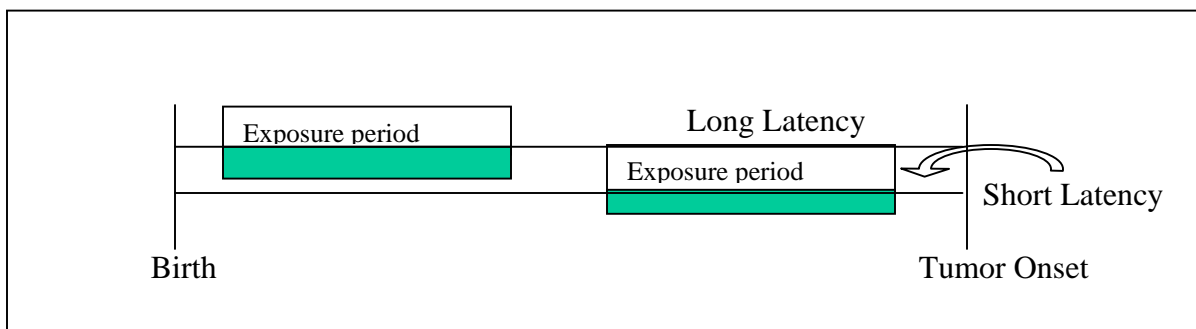 Long Latency
Exposure period
Exposure period
Short Latency
Birth
Tumor Onset